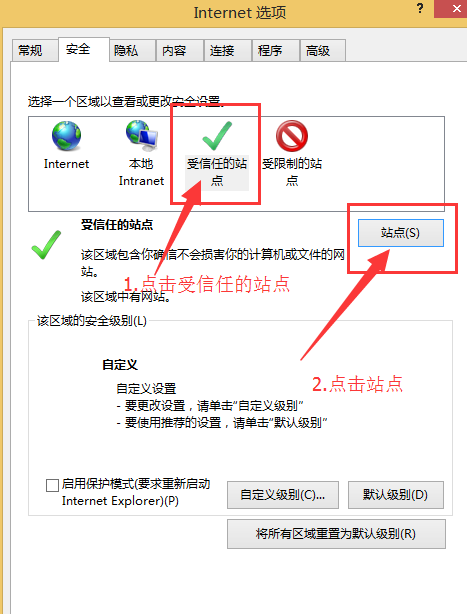 Internet 选项
?
常规 安全 隐私 内容 连接 程序 高级
选择一个区域以查看或更改安全设置。
Internet
本地
Intranet
受信任的站
点
受限制的站
点
受信任的站点
站点(S)
该区域包含你确信不会损害你的计算机或文件的网
站。
1.点击受信任的站点
该区域中有网站。
该区域的安全级别(L)
自定义
2.点击站点
自定义设置
- 要更改设置，请单击“自定义级别”
- 要使用推荐的设置，请单击“默认级别”
启用保护模式(要求重新启动
Internet Explorer)(P)
自定义级别(C)... 默认级别(D)
将所有区域重置为默认级别(R)